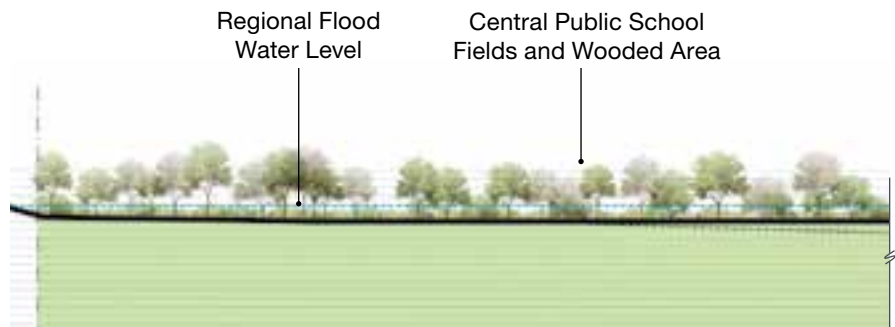 Regional Flood
Water Level
Central Public School
Fields and Wooded Area